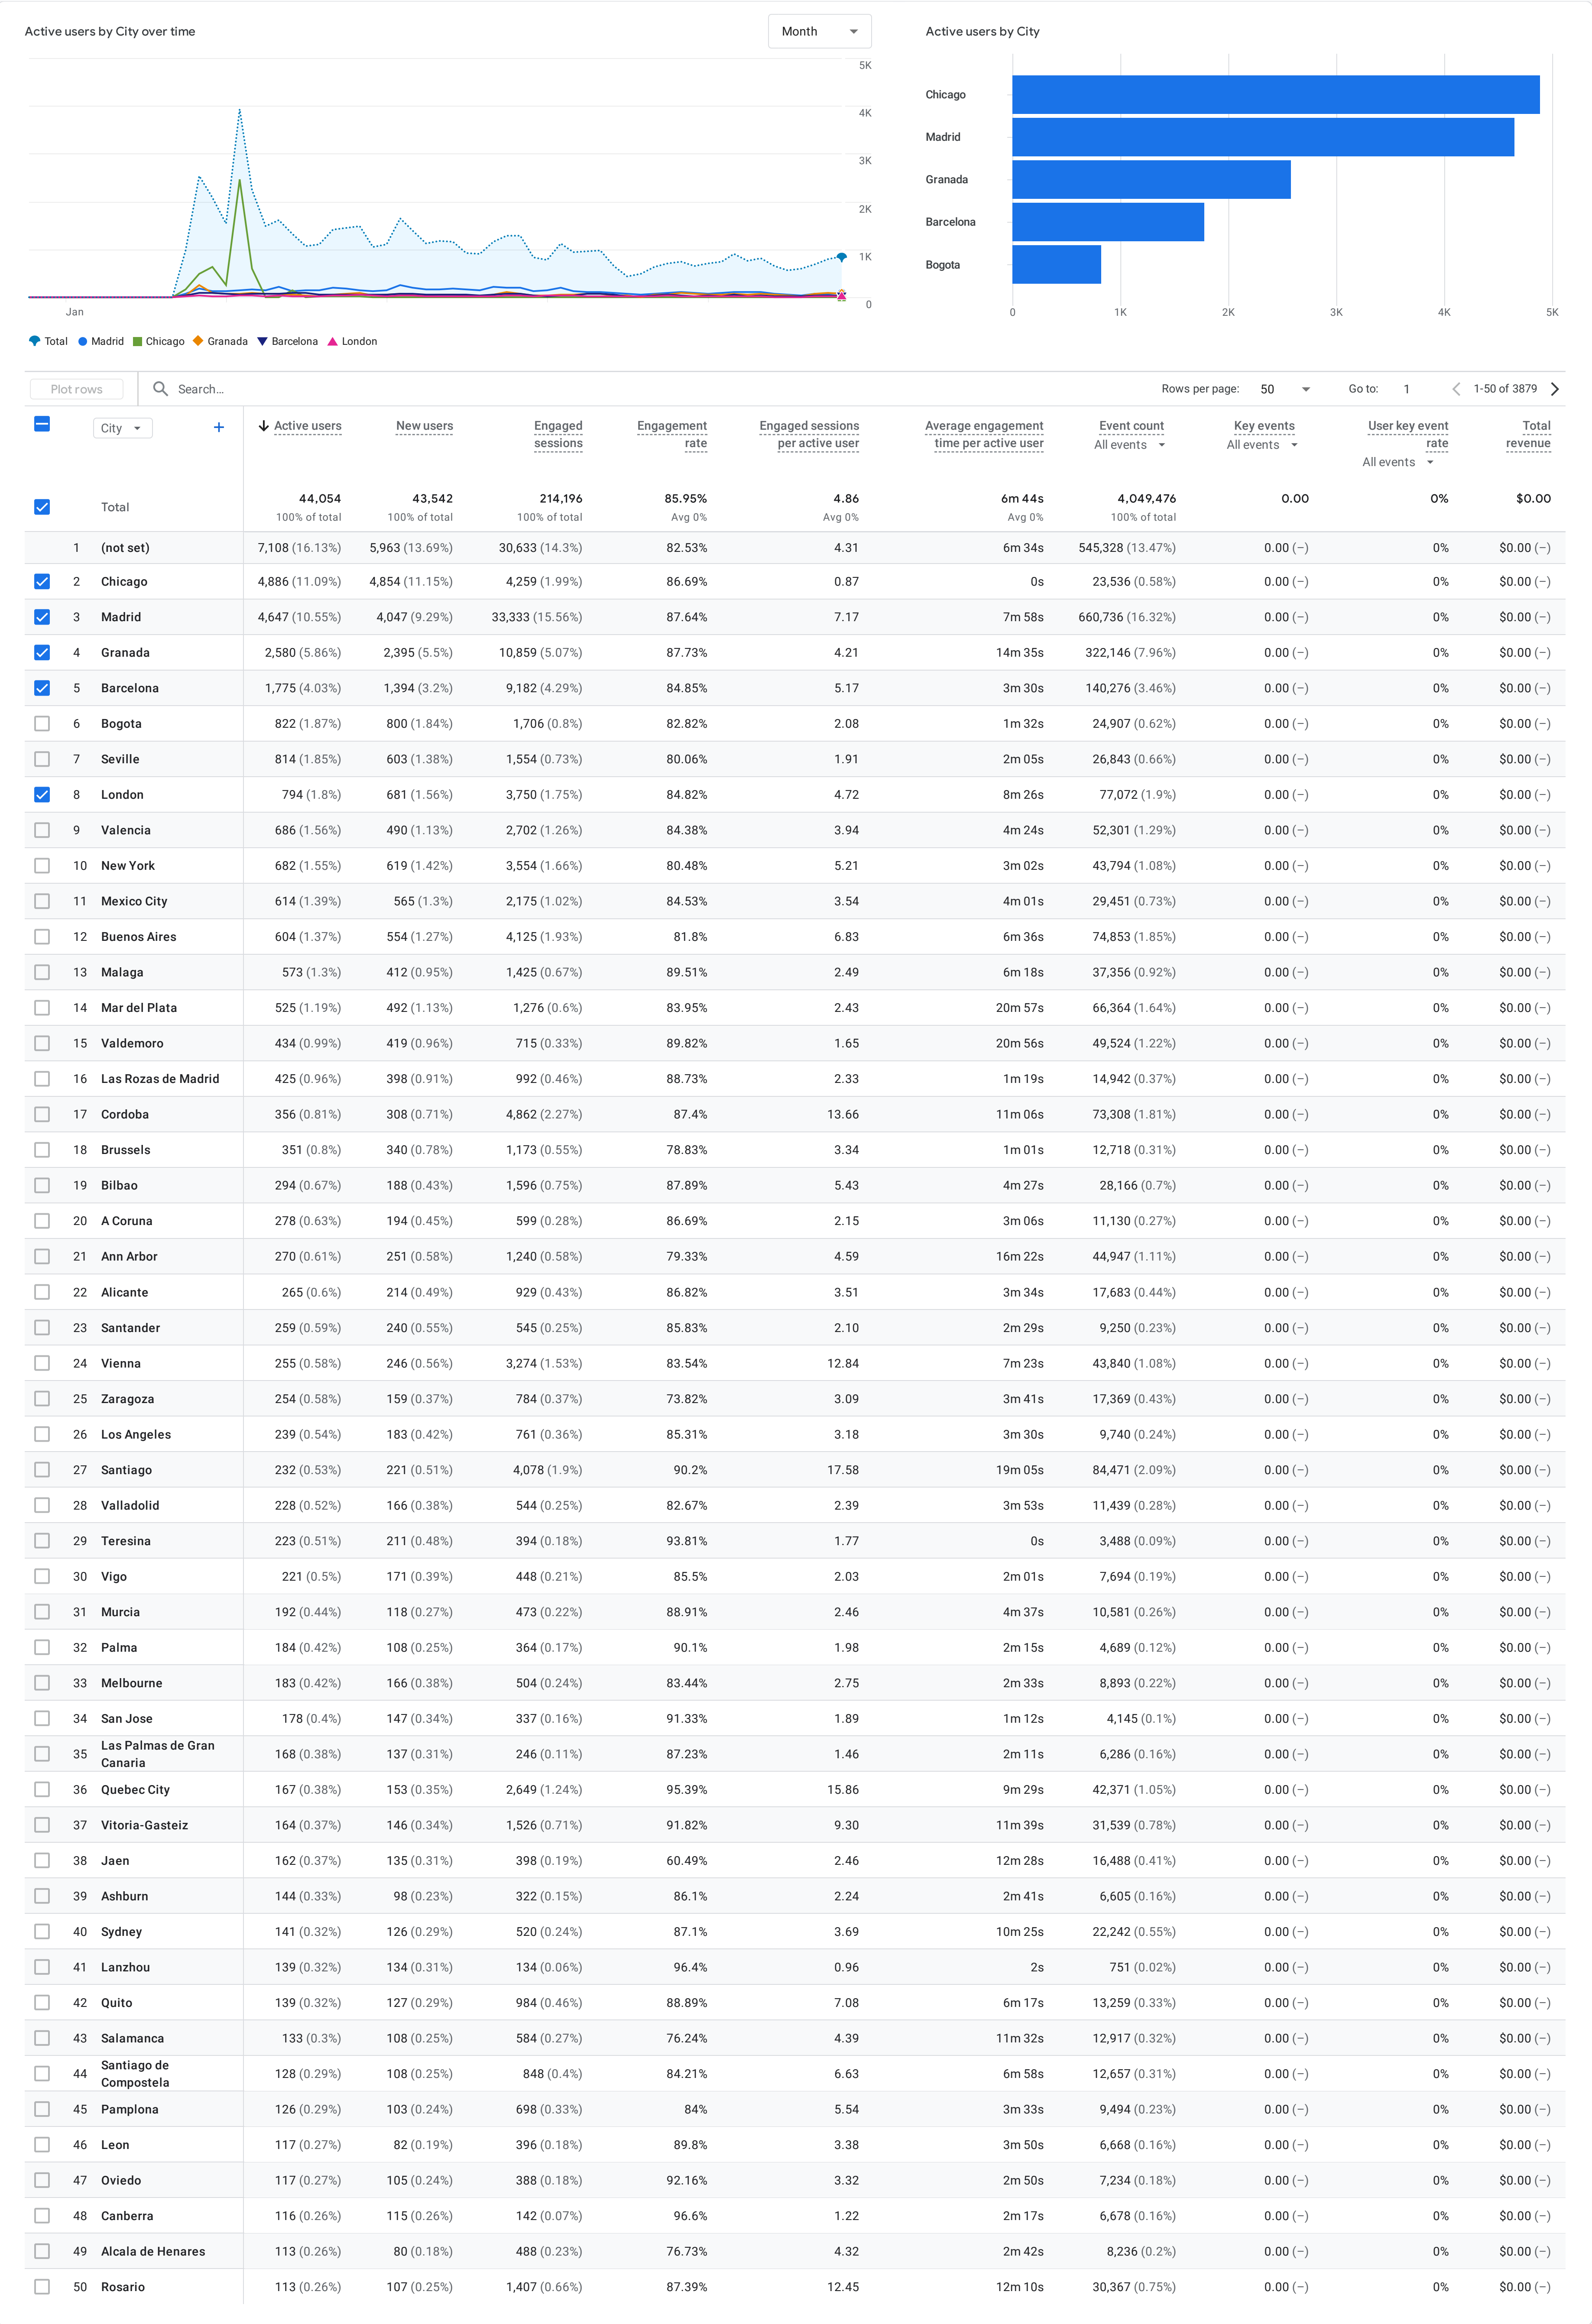 Active users by City over time
Month
5K
4K
3K
2K
1K
0
Jan
Total Madrid Chicago Granada Barcelona London
Active users by City
Chicago
Madrid
Granada
Barcelona
Bogota
0 1K 2K 3K 4K 5K
Plot rows Search... Rows per page: 50 Go to: 1 1-50 of 3879
City + Active users New users Engaged sessions Engagement rate Engaged sessions per active user Average engagement time per active user Event count All events Key events All events User key event rate All events Total revenue
Total 44,054 43,542 214,196 85.95% 4.86 6m 44s 4,049,476 0.00 0% $0.00
100% of total 100% of total 100% of total Avg 0% Avg 0% Avg 0% 100% of total
1 (not set) 7,108 (16.13%) 5,963 (13.69%) 30,633 (14.3%) 82.53% 4.31 6m 34s 545,328 (13.47%) 0.00 (–) 0% $0.00 (–)
2 Chicago 4,886 (11.09%) 4,854 (11.15%) 4,259 (1.99%) 86.69% 0.87 0s 23,536 (0.58%) 0.00 (–) 0% $0.00 (–)
3 Madrid 4,647 (10.55%) 4,047 (9.29%) 33,333 (15.56%) 87.64% 7.17 7m 58s 660,736 (16.32%) 0.00 (–) 0% $0.00 (–)
4 Granada 2,580 (5.86%) 2,395 (5.5%) 10,859 (5.07%) 87.73% 4.21 14m 35s 322,146 (7.96%) 0.00 (–) 0% $0.00 (–)
5 Barcelona 1,775 (4.03%) 1,394 (3.2%) 9,182 (4.29%) 84.85% 5.17 3m 30s 140,276 (3.46%) 0.00 (–) 0% $0.00 (–)
6 Bogota 822 (1.87%) 800 (1.84%) 1,706 (0.8%) 82.82% 2.08 1m 32s 24,907 (0.62%) 0.00 (–) 0% $0.00 (–)
7 Seville 814 (1.85%) 603 (1.38%) 1,554 (0.73%) 80.06% 1.91 2m 05s 26,843 (0.66%) 0.00 (–) 0% $0.00 (–)
8 London 794 (1.8%) 681 (1.56%) 3,750 (1.75%) 84.82% 4.72 8m 26s 77,072 (1.9%) 0.00 (–) 0% $0.00 (–)
9 Valencia 686 (1.56%) 490 (1.13%) 2,702 (1.26%) 84.38% 3.94 4m 24s 52,301 (1.29%) 0.00 (–) 0% $0.00 (–)
10 New York 682 (1.55%) 619 (1.42%) 3,554 (1.66%) 80.48% 5.21 3m 02s 43,794 (1.08%) 0.00 (–) 0% $0.00 (–)
11 Mexico City 614 (1.39%) 565 (1.3%) 2,175 (1.02%) 84.53% 3.54 4m 01s 29,451 (0.73%) 0.00 (–) 0% $0.00 (–)
12 Buenos Aires 604 (1.37%) 554 (1.27%) 4,125 (1.93%) 81.8% 6.83 6m 36s 74,853 (1.85%) 0.00 (–) 0% $0.00 (–)
13 Malaga 573 (1.3%) 412 (0.95%) 1,425 (0.67%) 89.51% 2.49 6m 18s 37,356 (0.92%) 0.00 (–) 0% $0.00 (–)
14 Mar del Plata 525 (1.19%) 492 (1.13%) 1,276 (0.6%) 83.95% 2.43 20m 57s 66,364 (1.64%) 0.00 (–) 0% $0.00 (–)
15 Valdemoro 434 (0.99%) 419 (0.96%) 715 (0.33%) 89.82% 1.65 20m 56s 49,524 (1.22%) 0.00 (–) 0% $0.00 (–)
16 Las Rozas de Madrid 425 (0.96%) 398 (0.91%) 992 (0.46%) 88.73% 2.33 1m 19s 14,942 (0.37%) 0.00 (–) 0% $0.00 (–)
17 Cordoba 356 (0.81%) 308 (0.71%) 4,862 (2.27%) 87.4% 13.66 11m 06s 73,308 (1.81%) 0.00 (–) 0% $0.00 (–)
18 Brussels 351 (0.8%) 340 (0.78%) 1,173 (0.55%) 78.83% 3.34 1m 01s 12,718 (0.31%) 0.00 (–) 0% $0.00 (–)
19 Bilbao 294 (0.67%) 188 (0.43%) 1,596 (0.75%) 87.89% 5.43 4m 27s 28,166 (0.7%) 0.00 (–) 0% $0.00 (–)
20 A Coruna 278 (0.63%) 194 (0.45%) 599 (0.28%) 86.69% 2.15 3m 06s 11,130 (0.27%) 0.00 (–) 0% $0.00 (–)
21 Ann Arbor 270 (0.61%) 251 (0.58%) 1,240 (0.58%) 79.33% 4.59 16m 22s 44,947 (1.11%) 0.00 (–) 0% $0.00 (–)
22 Alicante 265 (0.6%) 214 (0.49%) 929 (0.43%) 86.82% 3.51 3m 34s 17,683 (0.44%) 0.00 (–) 0% $0.00 (–)
23 Santander 259 (0.59%) 240 (0.55%) 545 (0.25%) 85.83% 2.10 2m 29s 9,250 (0.23%) 0.00 (–) 0% $0.00 (–)
24 Vienna 255 (0.58%) 246 (0.56%) 3,274 (1.53%) 83.54% 12.84 7m 23s 43,840 (1.08%) 0.00 (–) 0% $0.00 (–)
25 Zaragoza 254 (0.58%) 159 (0.37%) 784 (0.37%) 73.82% 3.09 3m 41s 17,369 (0.43%) 0.00 (–) 0% $0.00 (–)
26 Los Angeles 239 (0.54%) 183 (0.42%) 761 (0.36%) 85.31% 3.18 3m 30s 9,740 (0.24%) 0.00 (–) 0% $0.00 (–)
27 Santiago 232 (0.53%) 221 (0.51%) 4,078 (1.9%) 90.2% 17.58 19m 05s 84,471 (2.09%) 0.00 (–) 0% $0.00 (–)
28 Valladolid 228 (0.52%) 166 (0.38%) 544 (0.25%) 82.67% 2.39 3m 53s 11,439 (0.28%) 0.00 (–) 0% $0.00 (–)
29 Teresina 223 (0.51%) 211 (0.48%) 394 (0.18%) 93.81% 1.77 0s 3,488 (0.09%) 0.00 (–) 0% $0.00 (–)
30 Vigo 221 (0.5%) 171 (0.39%) 448 (0.21%) 85.5% 2.03 2m 01s 7,694 (0.19%) 0.00 (–) 0% $0.00 (–)
31 Murcia 192 (0.44%) 118 (0.27%) 473 (0.22%) 88.91% 2.46 4m 37s 10,581 (0.26%) 0.00 (–) 0% $0.00 (–)
32 Palma 184 (0.42%) 108 (0.25%) 364 (0.17%) 90.1% 1.98 2m 15s 4,689 (0.12%) 0.00 (–) 0% $0.00 (–)
33 Melbourne 183 (0.42%) 166 (0.38%) 504 (0.24%) 83.44% 2.75 2m 33s 8,893 (0.22%) 0.00 (–) 0% $0.00 (–)
34 San Jose 178 (0.4%) 147 (0.34%) 337 (0.16%) 91.33% 1.89 1m 12s 4,145 (0.1%) 0.00 (–) 0% $0.00 (–)
35 Las Palmas de Gran Canaria 168 (0.38%) 137 (0.31%) 246 (0.11%) 87.23% 1.46 2m 11s 6,286 (0.16%) 0.00 (–) 0% $0.00 (–)
36 Quebec City 167 (0.38%) 153 (0.35%) 2,649 (1.24%) 95.39% 15.86 9m 29s 42,371 (1.05%) 0.00 (–) 0% $0.00 (–)
37 Vitoria-Gasteiz 164 (0.37%) 146 (0.34%) 1,526 (0.71%) 91.82% 9.30 11m 39s 31,539 (0.78%) 0.00 (–) 0% $0.00 (–)
38 Jaen 162 (0.37%) 135 (0.31%) 398 (0.19%) 60.49% 2.46 12m 28s 16,488 (0.41%) 0.00 (–) 0% $0.00 (–)
39 Ashburn 144 (0.33%) 98 (0.23%) 322 (0.15%) 86.1% 2.24 2m 41s 6,605 (0.16%) 0.00 (–) 0% $0.00 (–)
40 Sydney 141 (0.32%) 126 (0.29%) 520 (0.24%) 87.1% 3.69 10m 25s 22,242 (0.55%) 0.00 (–) 0% $0.00 (–)
41 Lanzhou 139 (0.32%) 134 (0.31%) 134 (0.06%) 96.4% 0.96 2s 751 (0.02%) 0.00 (–) 0% $0.00 (–)
42 Quito 139 (0.32%) 127 (0.29%) 984 (0.46%) 88.89% 7.08 6m 17s 13,259 (0.33%) 0.00 (–) 0% $0.00 (–)
43 Salamanca 133 (0.3%) 108 (0.25%) 584 (0.27%) 76.24% 4.39 11m 32s 12,917 (0.32%) 0.00 (–) 0% $0.00 (–)
44 Santiago de Compostela 128 (0.29%) 108 (0.25%) 848 (0.4%) 84.21% 6.63 6m 58s 12,657 (0.31%) 0.00 (–) 0% $0.00 (–)
45 Pamplona 126 (0.29%) 103 (0.24%) 698 (0.33%) 84% 5.54 3m 33s 9,494 (0.23%) 0.00 (–) 0% $0.00 (–)
46 Leon 117 (0.27%) 82 (0.19%) 396 (0.18%) 89.8% 3.38 3m 50s 6,668 (0.16%) 0.00 (–) 0% $0.00 (–)
47 Oviedo 117 (0.27%) 105 (0.24%) 388 (0.18%) 92.16% 3.32 2m 50s 7,234 (0.18%) 0.00 (–) 0% $0.00 (–)
48 Canberra 116 (0.26%) 115 (0.26%) 142 (0.07%) 96.6% 1.22 2m 17s 6,678 (0.16%) 0.00 (–) 0% $0.00 (–)
49 Alcala de Henares 113 (0.26%) 80 (0.18%) 488 (0.23%) 76.73% 4.32 2m 42s 8,236 (0.2%) 0.00 (–) 0% $0.00 (–)
50 Rosario 113 (0.26%) 107 (0.25%) 1,407 (0.66%) 87.39% 12.45 12m 10s 30,367 (0.75%) 0.00 (–) 0% $0.00 (–)